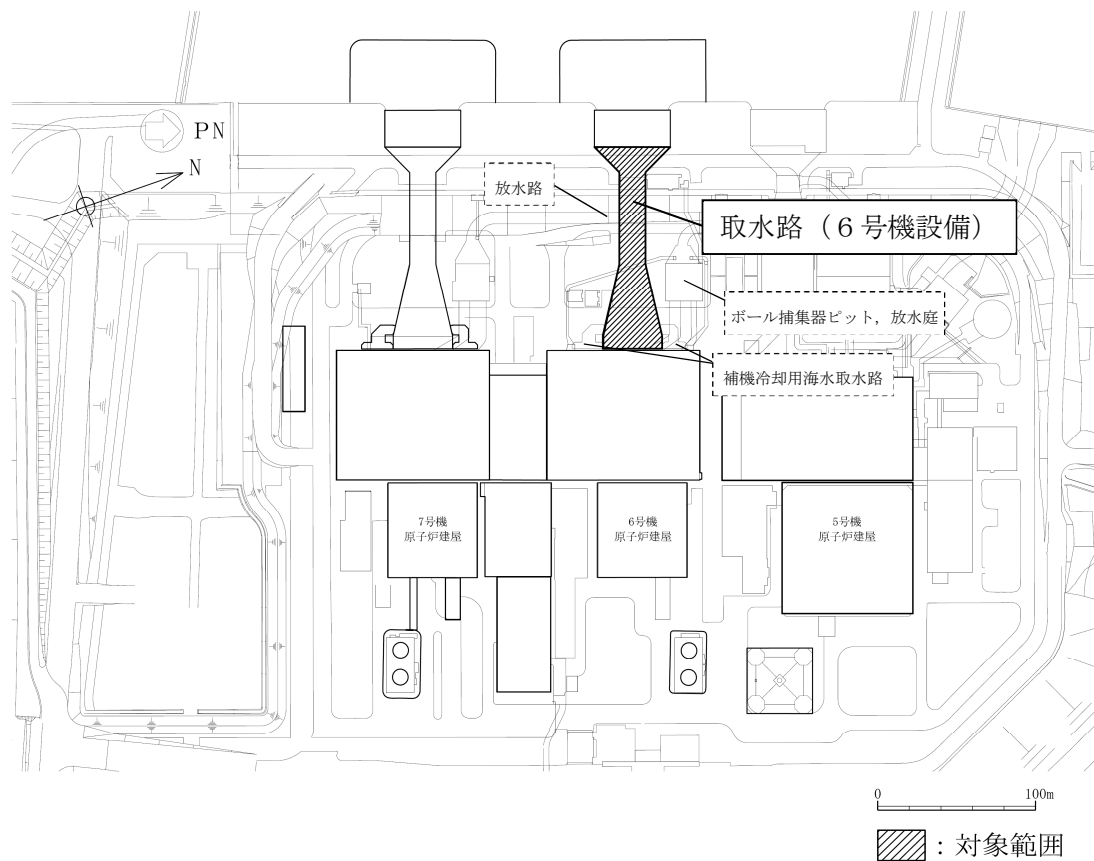 PN
N
放水路
取水路（６号機設備）
ボール捕集器ピット，放水庭
補機冷却用海水取水路
7号機
原子炉建屋
6号機
原子炉建屋
5号機
原子炉建屋
0 100m
：対象範囲